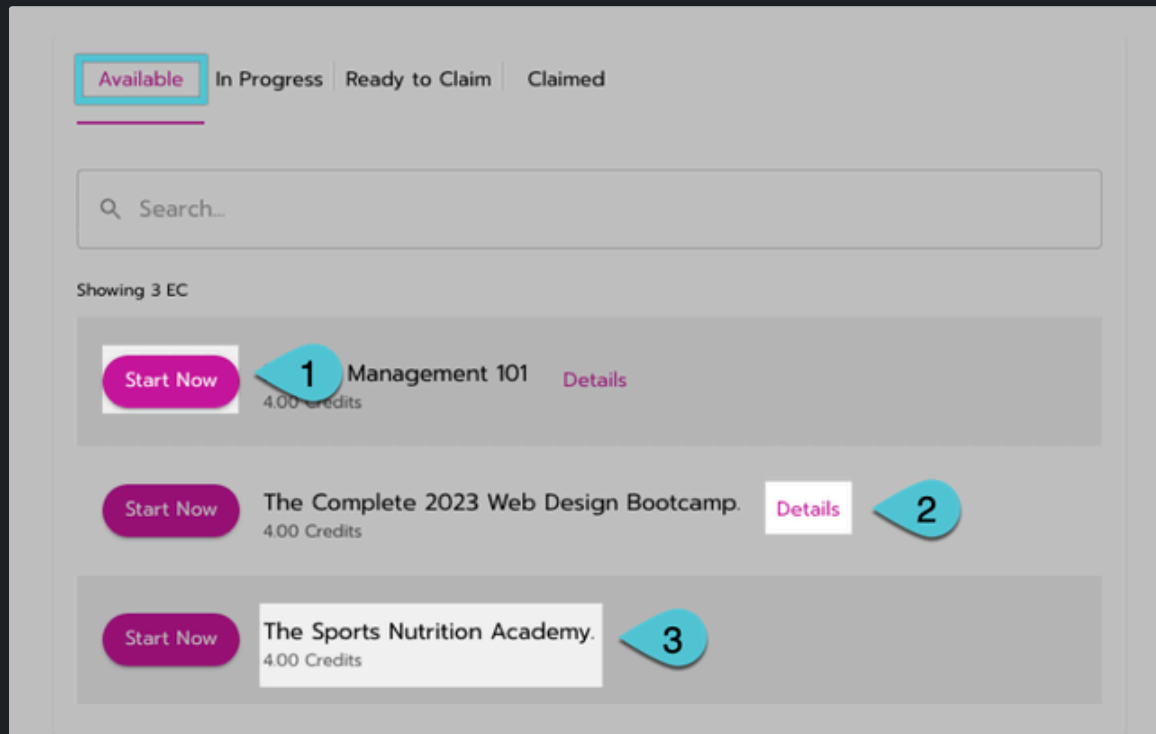 Available In Progress Ready to Claim Claimed
Search...
Showing 3 EC
Start Now 1 Management 101 Details
4.00 Credits
Start Now The Complete 2023 Web Design Bootcamp. Details 2
4.00 Credits
Start Now The Sports Nutrition Academy. 3
4.00 Credits